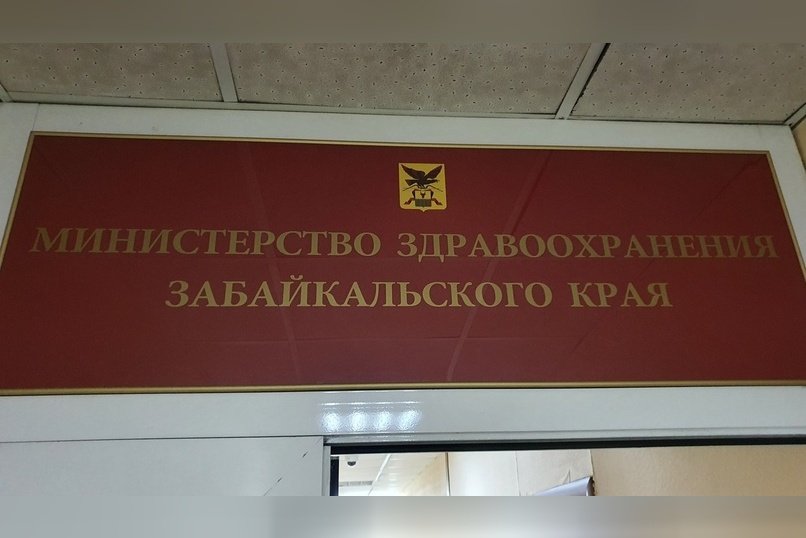 МИНИСТЕРСТВО ЗДРАВООХРАНЕНИЯ
ЗАБАЙКАЛЬСКОГО КРАЯ